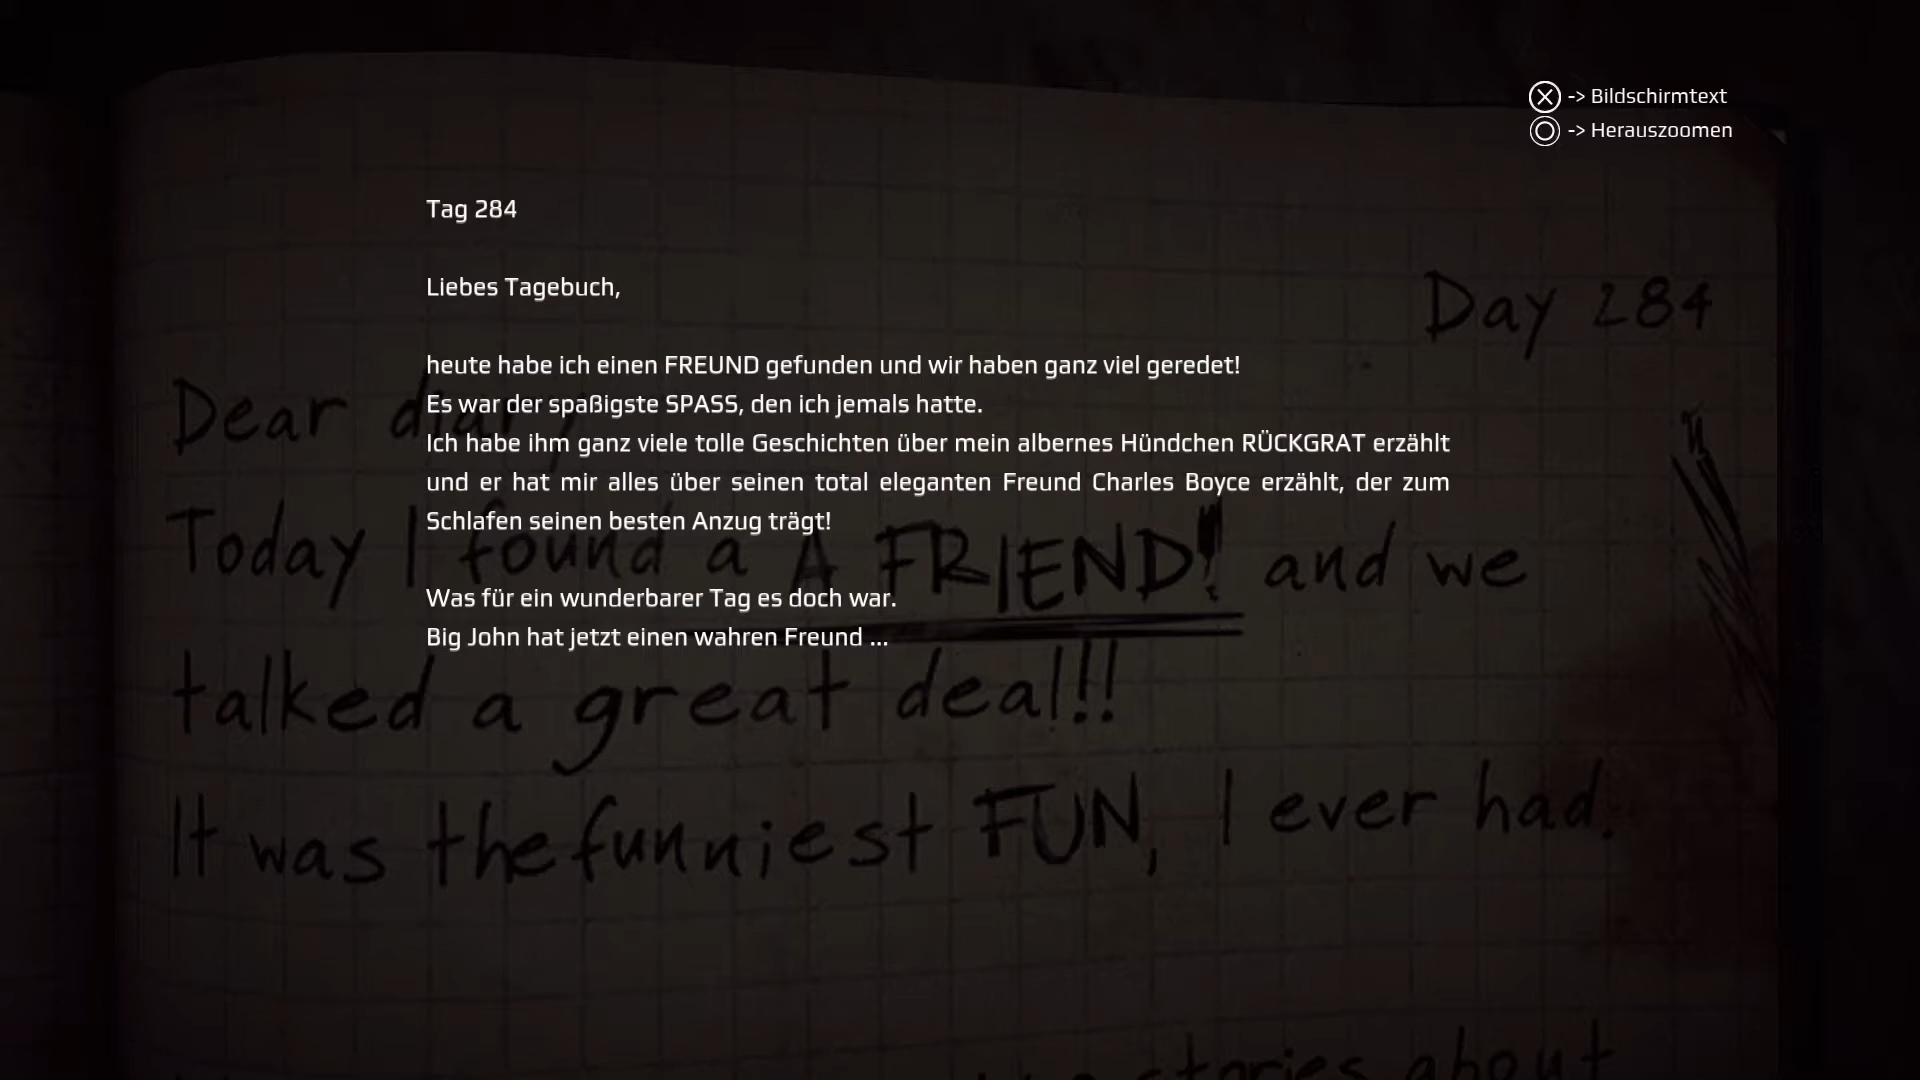 -> Bildschirmtext
-> Herauszoomen
Tag 284
Liebes Tagebuch,
heute habe ich einen FREUND gefunden und wir haben ganz viel geredet!
Es war der spaßigste SPASS, den ich jemals hatte.
Ich habe ihm ganz viele tolle Geschichten über mein albernes Hündchen RÜCKGRAT erzählt
und er hat mir alles über seinen total eleganten Freund Charles Boyce erzählt, der zum
Schlafen seinen besten Anzug trägt!
Was für ein wunderbarer Tag es doch war.
Big John hat jetzt einen wahren Freund ...
Day 284
Dear diary,
Today I found a A FRIEND! and we
talked a great deal!!
It was the funniest FUN, I ever had.
stories about